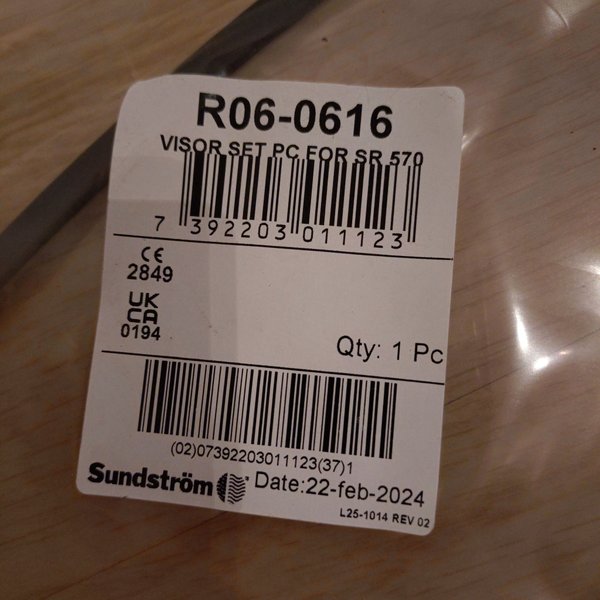 R06-0616
VISOR SET PC FOR SR 570
7 392203 011123
CE
2849
UK
CA
0194
Qty: 1 Pc
(02)07392203011123(37)1
Sundström Date:22-feb-2024
L25-1014 REV 02